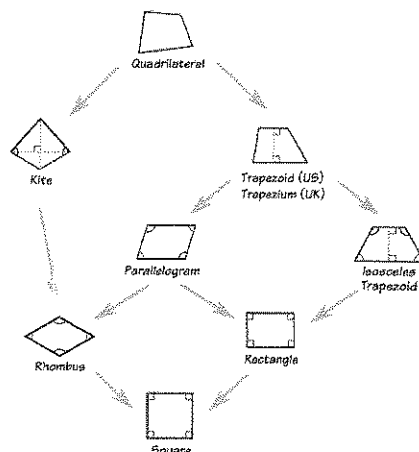 Quadrilateral
Kite
Trapezoid (US)
Trapezium (UK)
Parallelogram
Isosceles
Trapezoid
Rhombus
Rectangle
Square